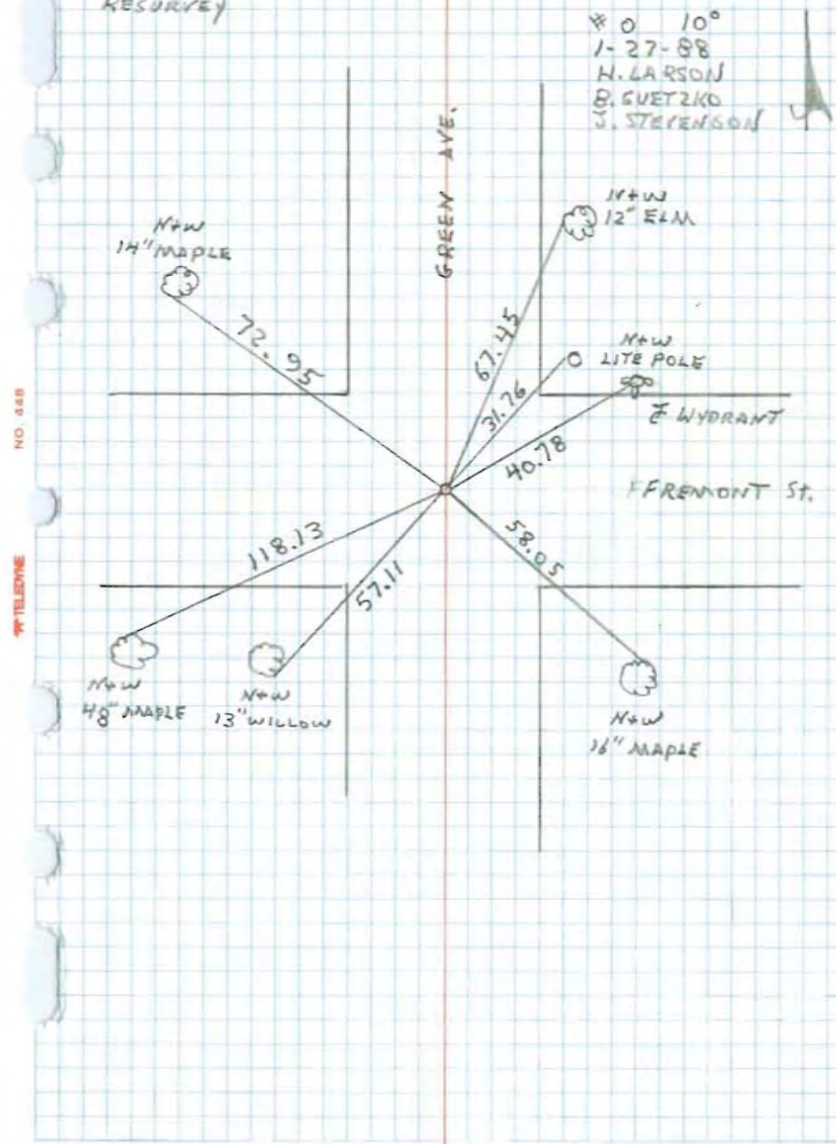 RESURVEY
# 0 10°
1-27-88
H. LARSON
B. GUETZKO
J. STEVENSON
GREEN AVE.
N+W
12" ELM
N+W
14" MAPLE
72.95
67.45
N+W
LITE POLE
31.76
HYDRANT
40.78
FREMONT St.
118.13
57.11
58.05
N+W
48" MAPLE
N+W
13" WILLOW
N+W
16" MAPLE
NO. 448
TELEDYNE